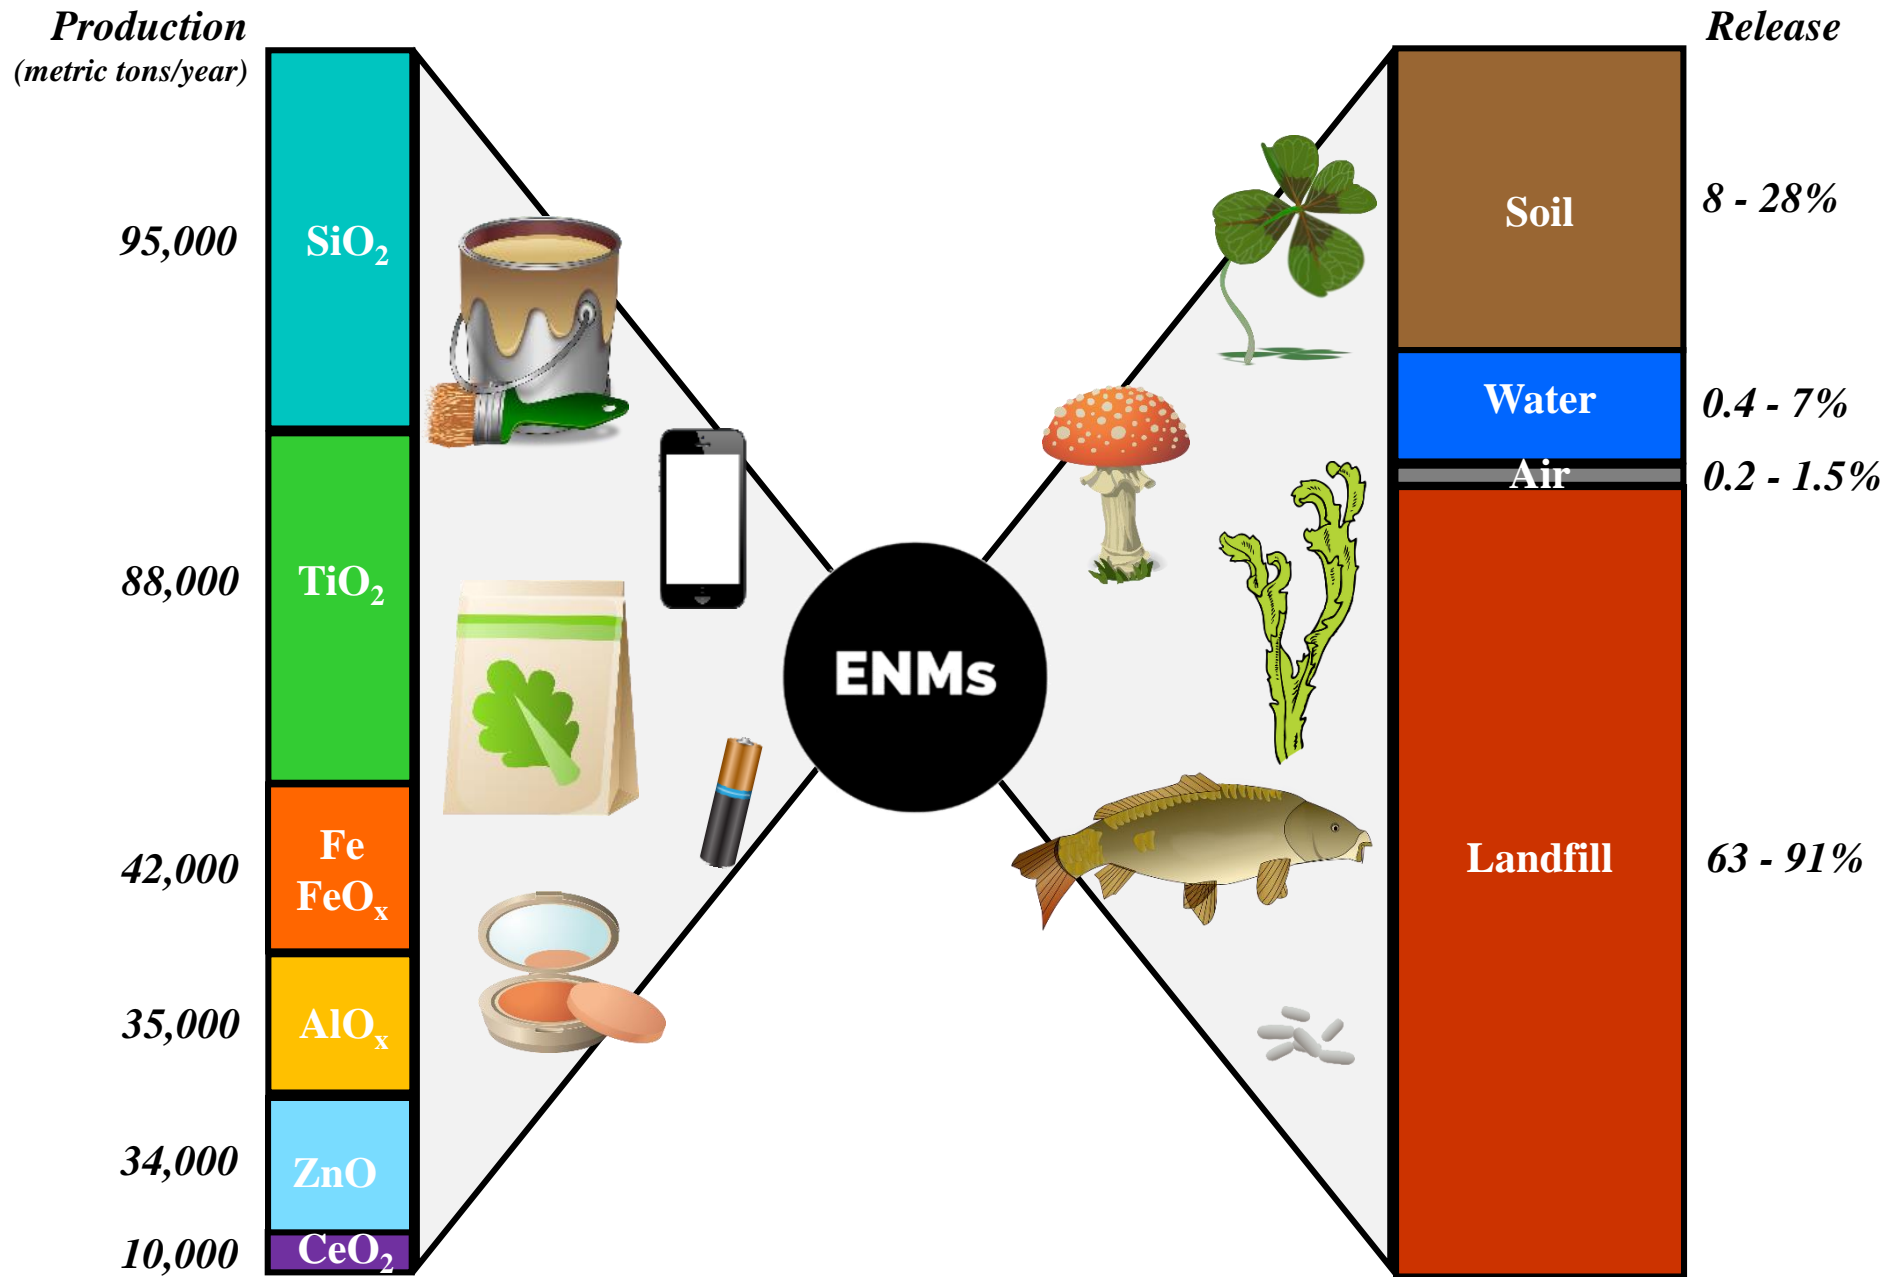 Production
(metric tons/year)
95,000
SiO₂
88,000
TiO₂
42,000
Fe
FeOₓ
35,000
AlOₓ
34,000
ZnO
10,000
CeO₂
ENMs
Release
Soil
8 - 28%
Water
0.4 - 7%
Air
0.2 - 1.5%
Landfill
63 - 91%